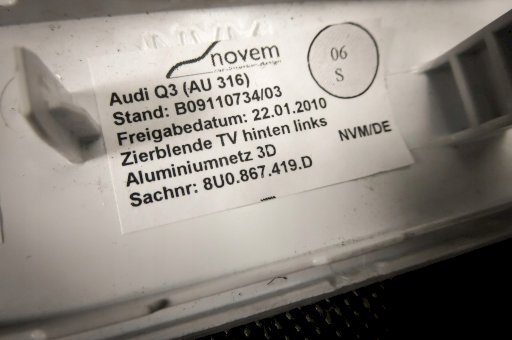 novem
06
S
Audi Q3 (AU 316)
Stand: B09110734/03
Freigabedatum: 22.01.2010
Zierblende TV hinten links
NVM/DE
Aluminiumnetz 3D
Sachnr: 8U0.867.419.D